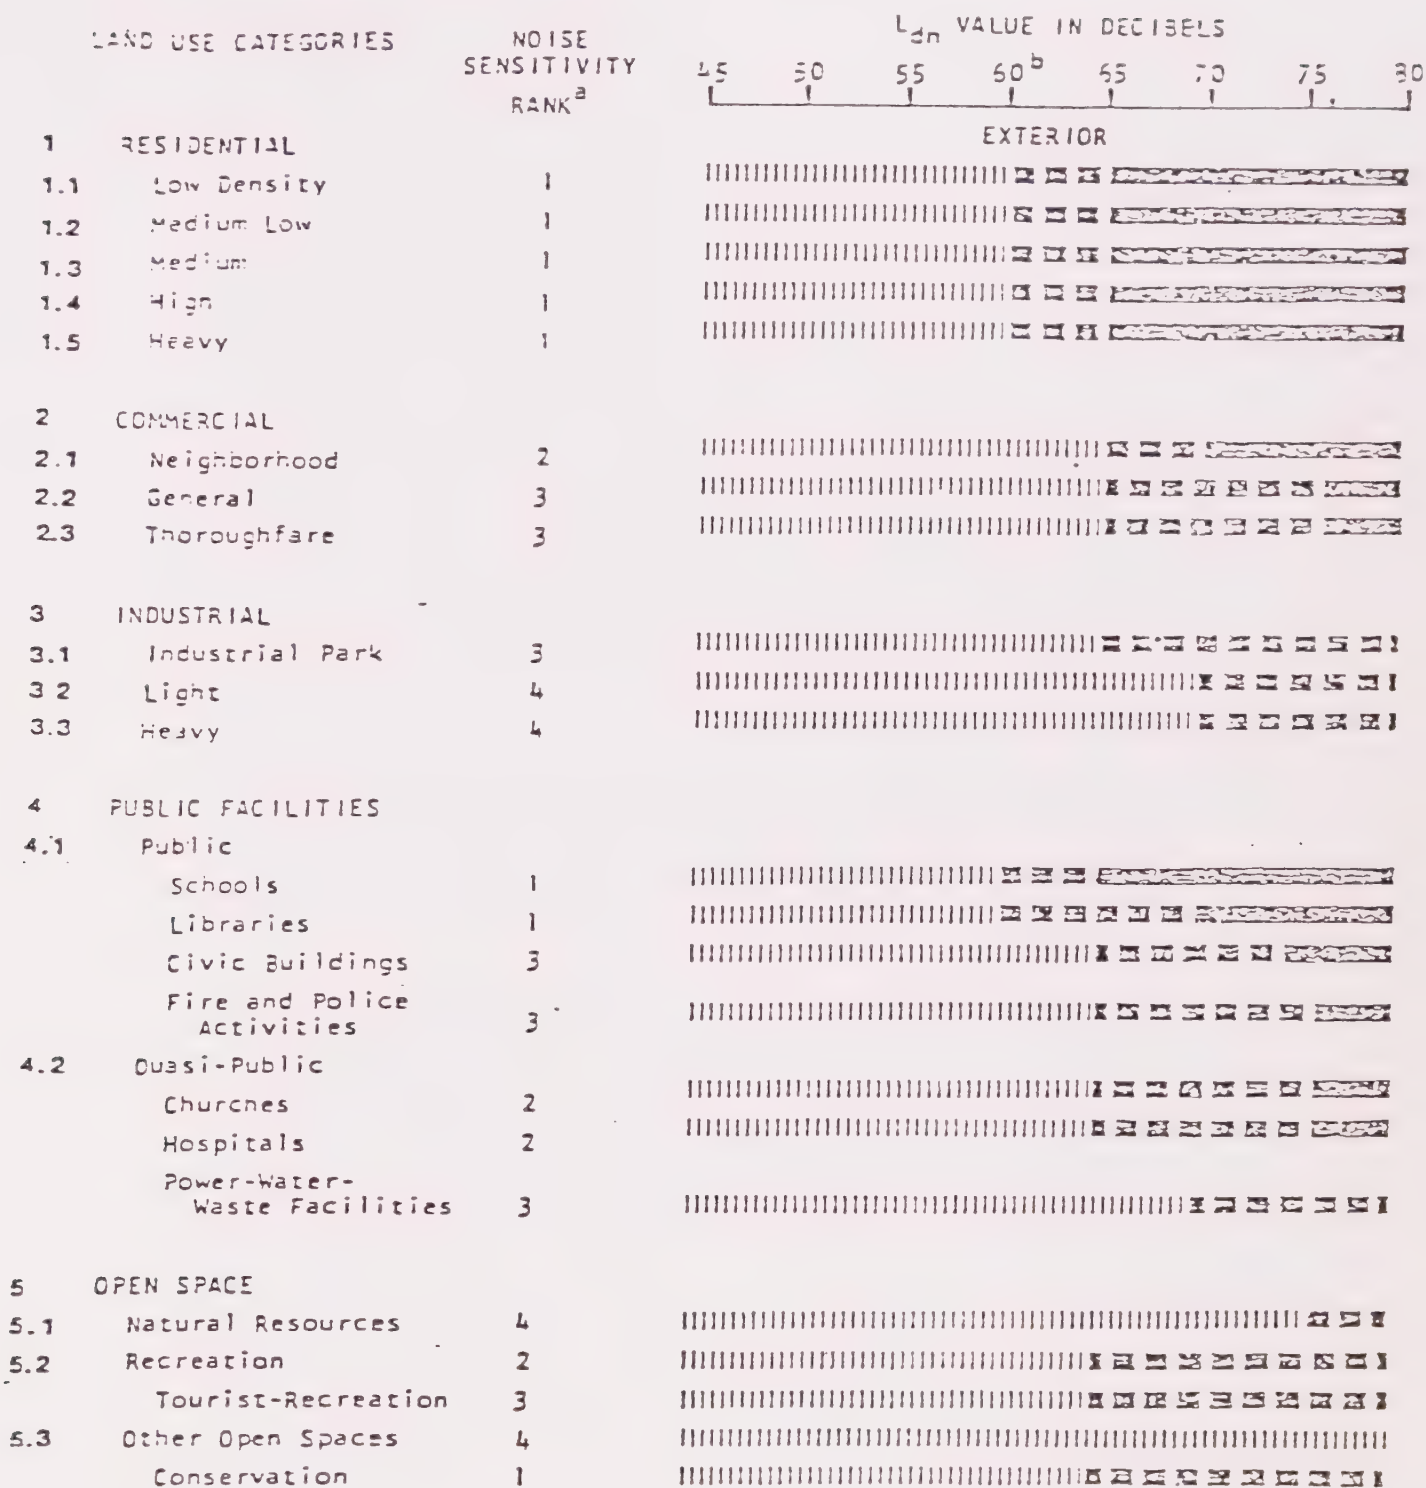 LAND USE CATEGORIES
NOISE
SENSITIVITY
RANKa
Ldn VALUE IN DECIBELS
45 50 55 60b 65 70 75 80
EXTERIOR
1 RESIDENTIAL
1.1 Low Density 1
1.2 Medium Low 1
1.3 Medium 1
1.4 High 1
1.5 Heavy 1
2 COMMERCIAL
2.1 Neighborhood 2
2.2 General 3
2.3 Thoroughfare 3
3 INDUSTRIAL
3.1 Industrial Park 3
3 2 Light 4
3.3 Heavy 4
4 PUBLIC FACILITIES
4.1 Public
Schools 1
Libraries 1
Civic Buildings 3
Fire and Police
Activities 3
4.2 Quasi-Public
Churches 2
Hospitals 2
Power-Water-
Waste Facilities 3
5 OPEN SPACE
5.1 Natural Resources 4
5.2 Recreation 2
Tourist-Recreation 3
5.3 Other Open Spaces 4
Conservation 1